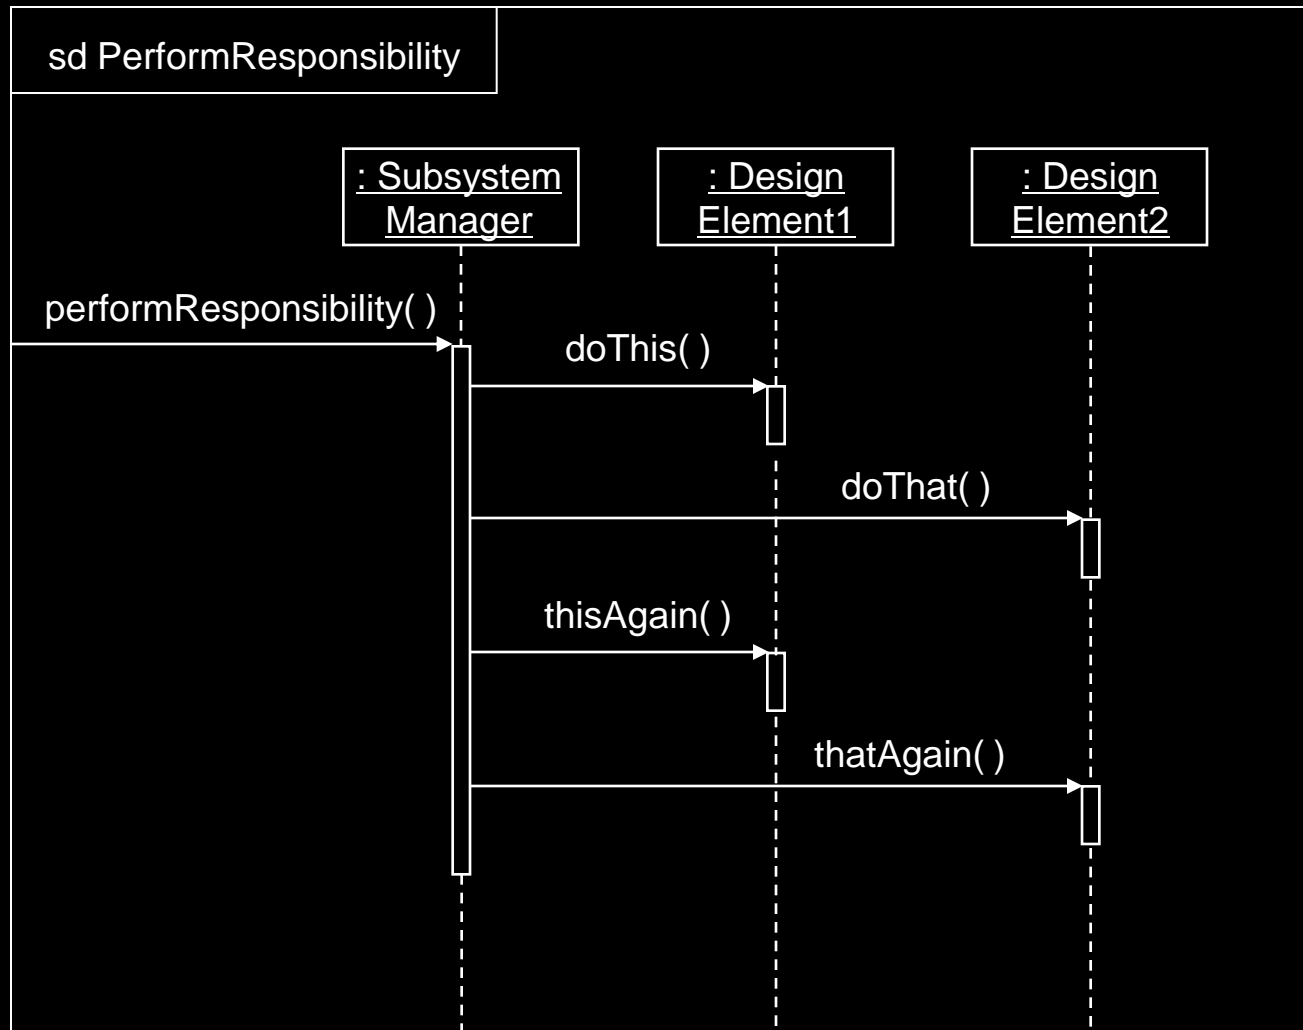 sd PerformResponsibility
: Subsystem
Manager
: Design
Element1
: Design
Element2
performResponsibility( )
doThis( )
doThat( )
thisAgain( )
thatAgain( )